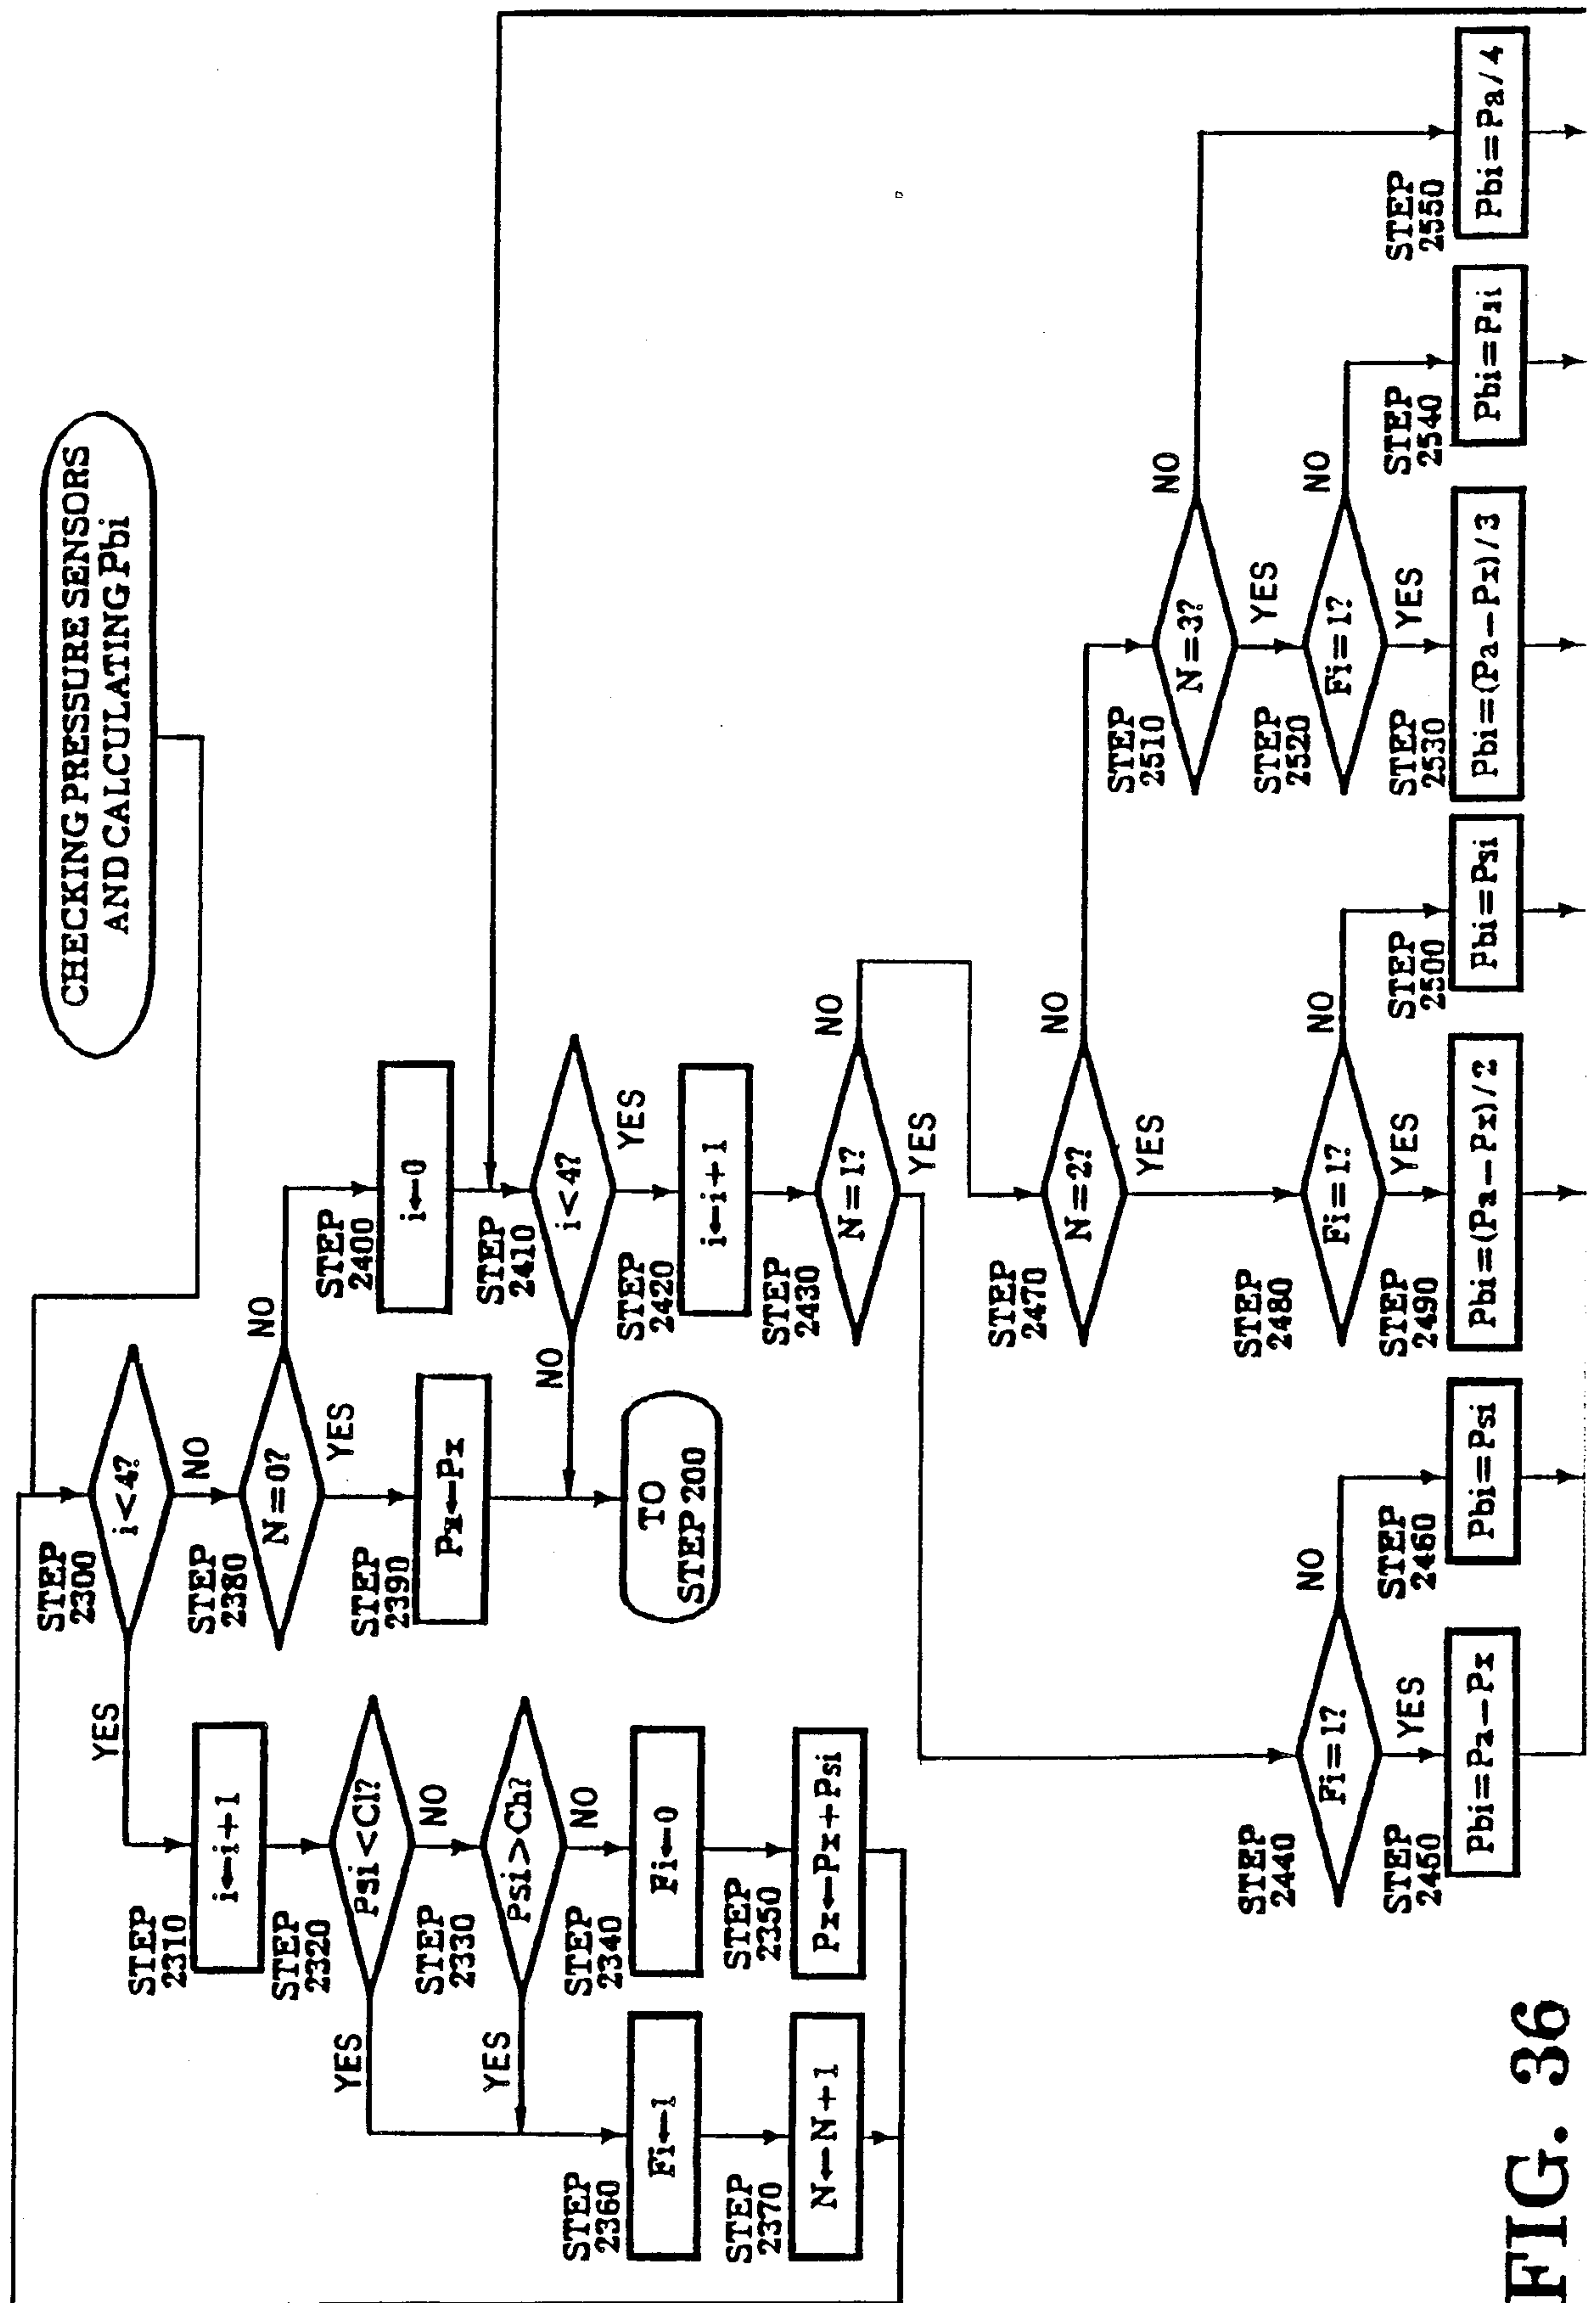 CHECKING PRESSURE SENSORS
AND CALCULATING Pbi
STEP
2300
i<4?
YES
NO
STEP
2310
i←i+1
STEP
2320
Psi<Cl?
YES
NO
STEP
2330
Psi>Ch?
YES
NO
STEP
2340
Fi←0
STEP
2350
Px←Px+Psi
STEP
2360
Fi←1
STEP
2370
N←N+1
STEP
2380
N=0?
NO
YES
STEP
2390
Px←Px
TO
STEP 200
STEP
2400
i←0
STEP
2410
i<4?
NO
YES
STEP
2420
i←i+1
STEP
2430
N=1?
NO
YES
STEP
2440
Fi=1?
NO
YES
STEP
2450
Pbi=Pa-Px
STEP
2460
Pbi=Psi
STEP
2470
N=2?
NO
YES
STEP
2480
Fi=1?
NO
YES
STEP
2490
Pbi=(Pa-Px)/2
STEP
2500
Pbi=Psi
STEP
2510
N=3?
NO
YES
STEP
2520
Fi=1?
NO
YES
STEP
2530
Pbi=(Pa-Px)/3
STEP
2540
Pbi=Psi
STEP
2550
Pbi=Pa/4
FIG. 36